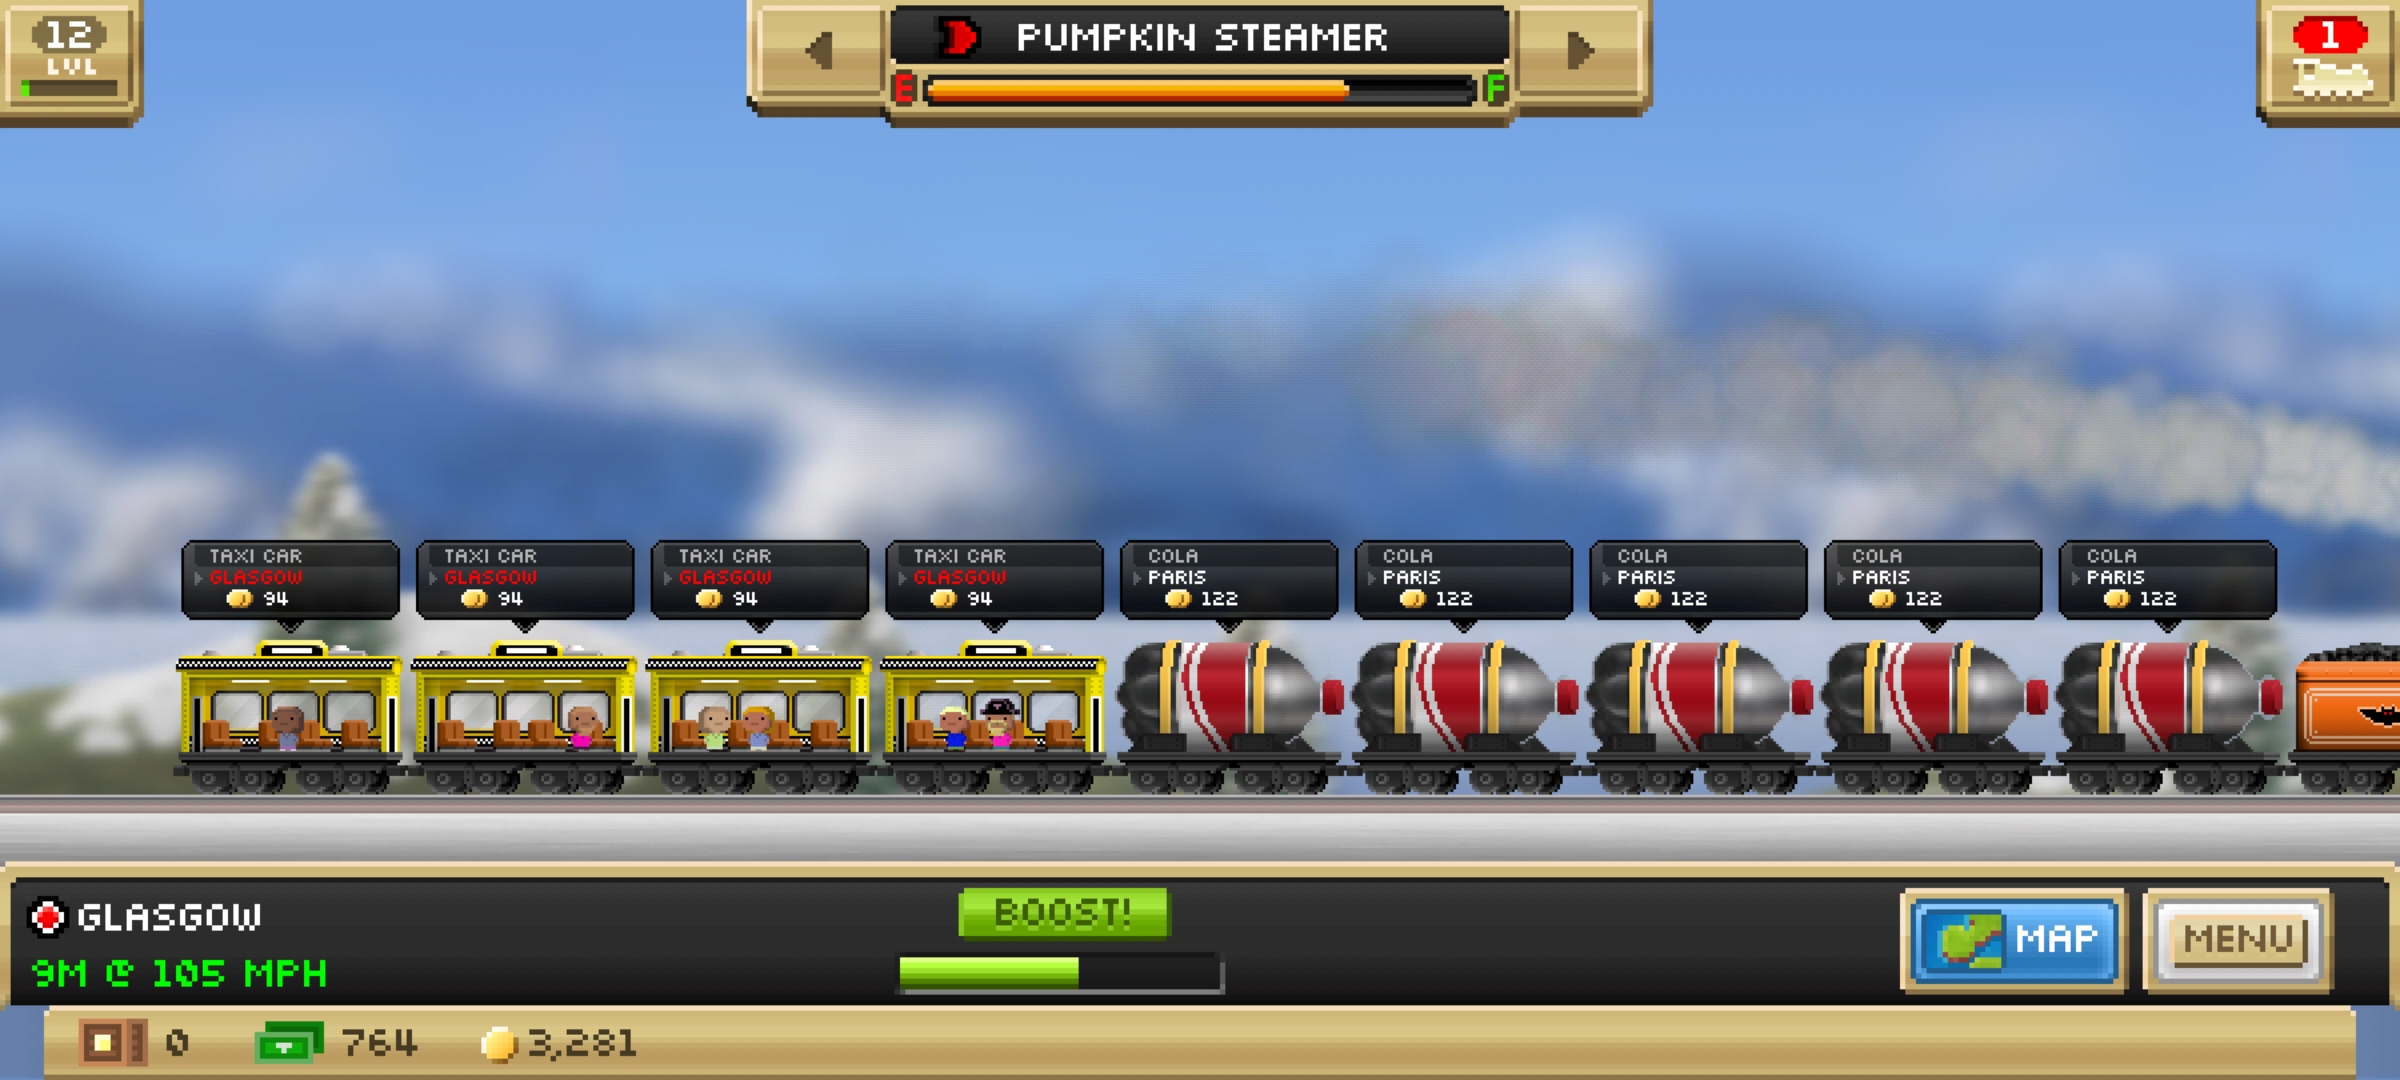 12
LVL
PUMPKIN STEAMER
E F
1
TAXI CAR
GLASGOW
94
TAXI CAR
GLASGOW
94
TAXI CAR
GLASGOW
94
TAXI CAR
GLASGOW
94
COLA
PARIS
122
COLA
PARIS
122
COLA
PARIS
122
COLA
PARIS
122
COLA
PARIS
122
GLASGOW
9M @ 105 MPH
BOOST!
MAP
MENU
0
764
3,281